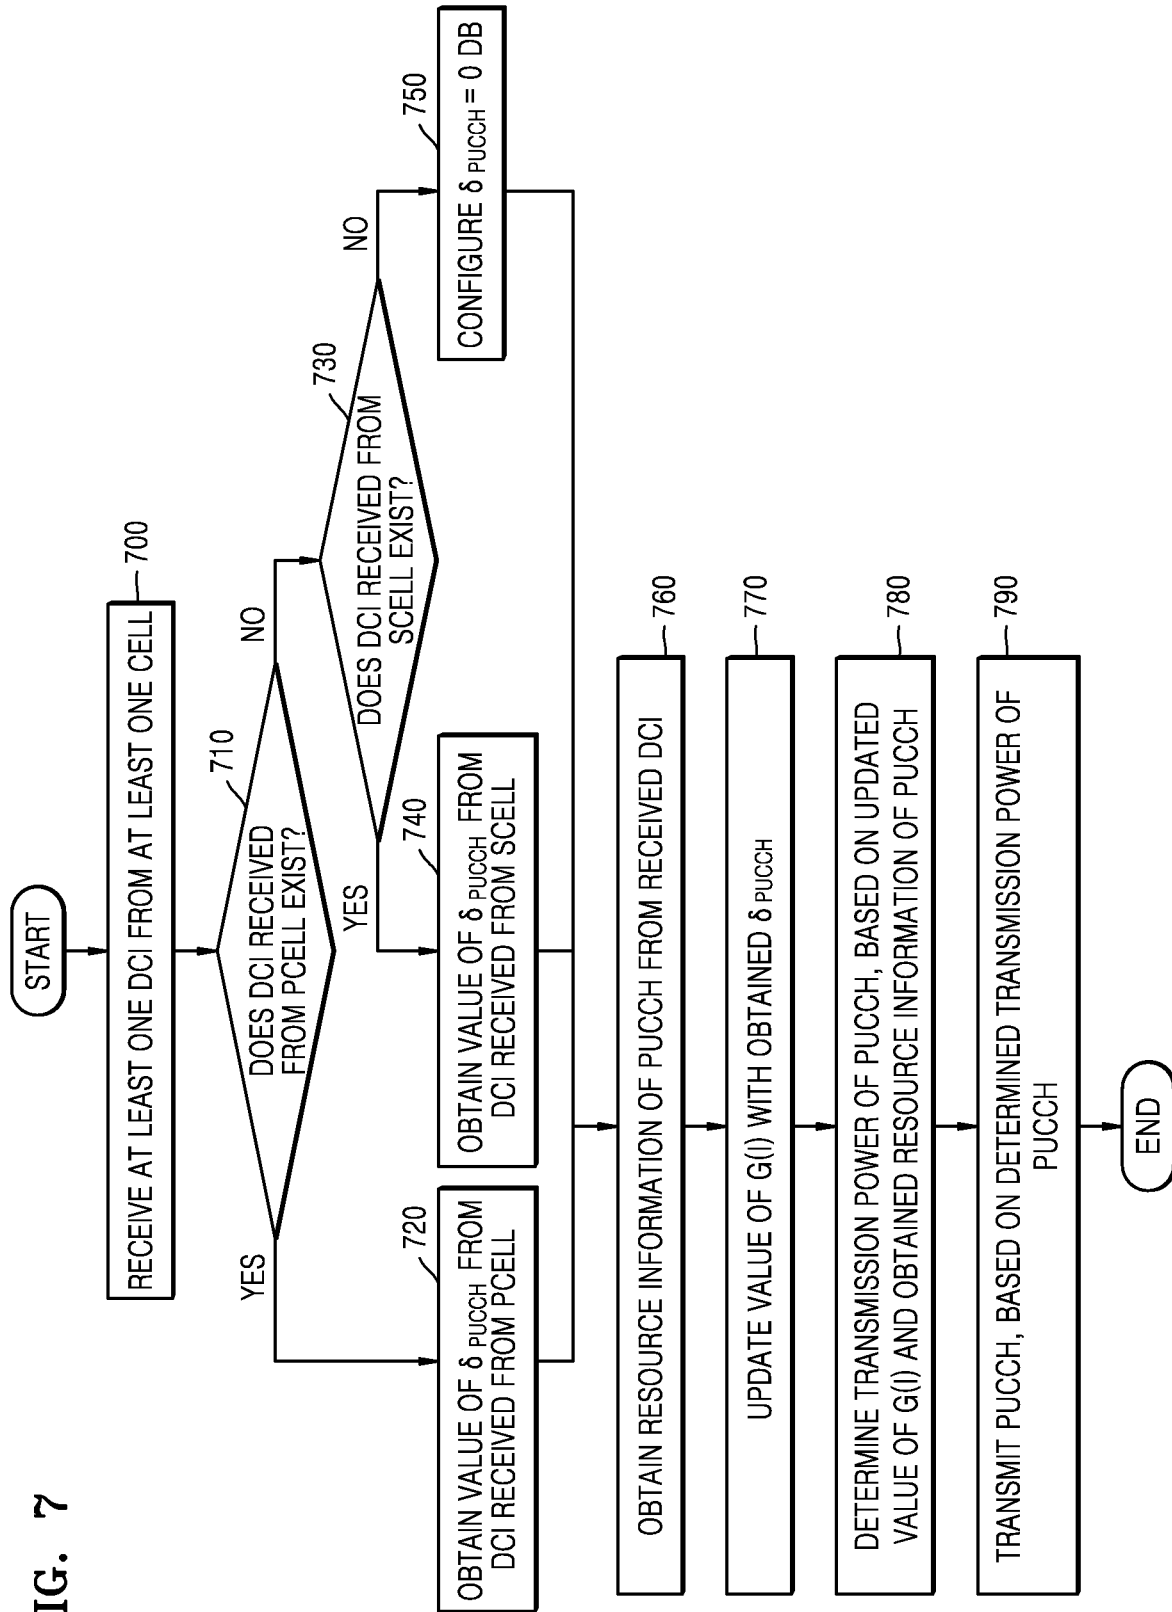 IG. 7
START
700
RECEIVE AT LEAST ONE DCI FROM AT LEAST ONE CELL
710
DOES DCI RECEIVED
FROM PCELL EXIST?
YES
NO
730
DOES DCI RECEIVED FROM
SCELL EXIST?
YES
NO
720
OBTAIN VALUE OF δ PUCCH FROM
DCI RECEIVED FROM PCELL
740
OBTAIN VALUE OF δ PUCCH FROM
DCI RECEIVED FROM SCELL
750
CONFIGURE δ PUCCH = 0 DB
760
OBTAIN RESOURCE INFORMATION OF PUCCH FROM RECEIVED DCI
770
UPDATE VALUE OF G(I) WITH OBTAINED δ PUCCH
780
DETERMINE TRANSMISSION POWER OF PUCCH, BASED ON UPDATED
VALUE OF G(I) AND OBTAINED RESOURCE INFORMATION OF PUCCH
790
TRANSMIT PUCCH, BASED ON DETERMINED TRANSMISSION POWER OF
PUCCH
END